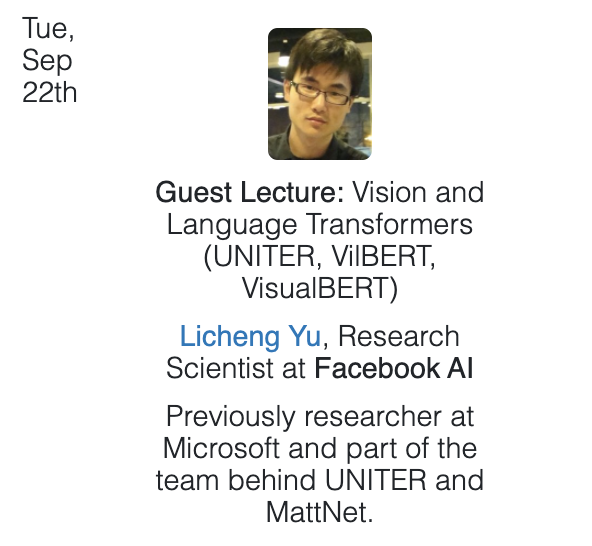 Tue,
Sep
22th
Guest Lecture: Vision and
Language Transformers
(UNITER, VilBERT,
VisualBERT)
Licheng Yu, Research
Scientist at Facebook AI
Previously researcher at
Microsoft and part of the
team behind UNITER and
MattNet.